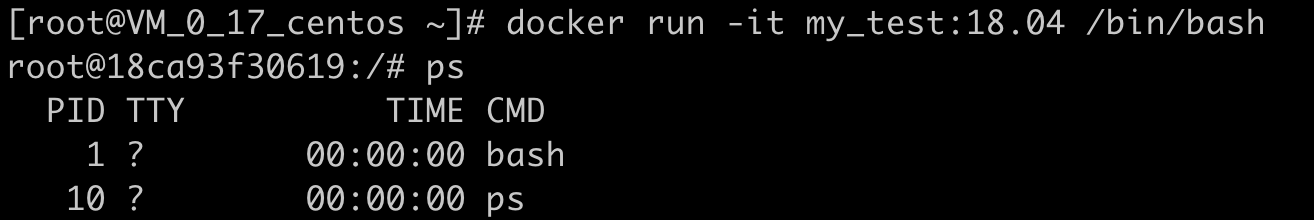 [root@VM_0_17_centos ~]# docker run -it my_test:18.04 /bin/bash
root@18ca93f30619:/# ps
  PID TTY          TIME CMD
    1 ?        00:00:00 bash
   10 ?        00:00:00 ps